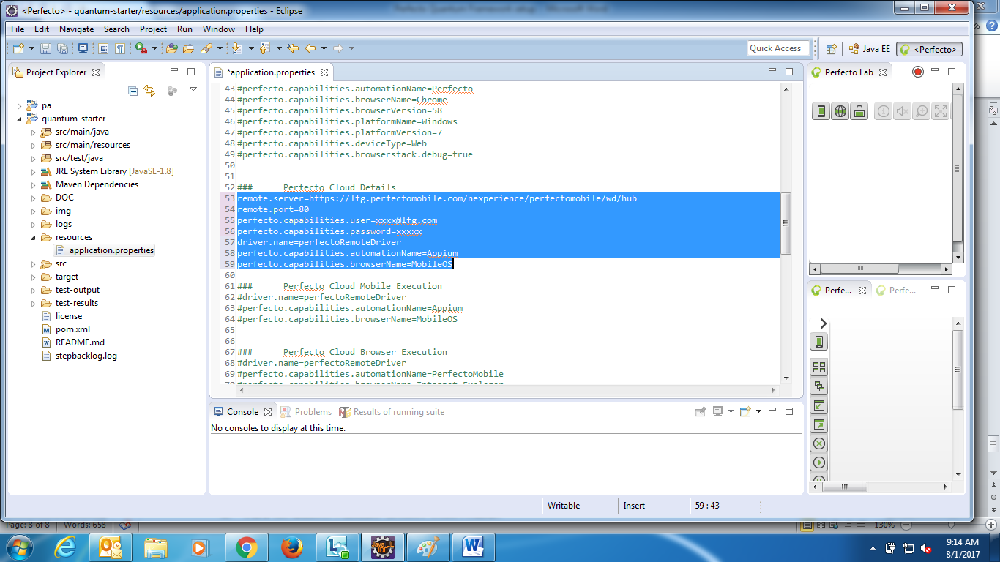 <Perfecto> - quantum-starter/resources/application.properties - Eclipse
File Edit Navigate Search Project Run Window Help
Quick Access
Java EE
<Perfecto>
Project Explorer
pa
quantum-starter
src/main/java
src/main/resources
src/test/java
JRE System Library [JavaSE-1.8]
Maven Dependencies
DOC
img
logs
resources
application.properties
src
target
test-output
test-results
license
pom.xml
README.md
stepbacklog.log
*application.properties
43 #perfecto.capabilities.automationName=Perfecto
44 #perfecto.capabilities.browserName=Chrome
45 #perfecto.capabilities.browserVersion=58
46 #perfecto.capabilities.platformName=Windows
47 #perfecto.capabilities.platformVersion=7
48 #perfecto.capabilities.deviceType=Web
49 #perfecto.capabilities.browserstack.debug=true
50
51
52 ### Perfecto Cloud Details
53 remote.server=https://lfg.perfectomobile.com/nexperience/perfectomobile/wd/hub
54 remote.port=80
55 perfecto.capabilities.user=xxxx@lfg.com
56 perfecto.capabilities.password=xxxxx
57 driver.name=perfectoRemoteDriver
58 perfecto.capabilities.automationName=Appium
59 perfecto.capabilities.browserName=MobileOS
60
61 ### Perfecto Cloud Mobile Execution
62 #driver.name=perfectoRemoteDriver
63 #perfecto.capabilities.automationName=Appium
64 #perfecto.capabilities.browserName=MobileOS
65
66
67 ### Perfecto Cloud Browser Execution
68 #driver.name=perfectoRemoteDriver
69 #perfecto.capabilities.automationName=PerfectoMobile
Perfecto Lab
Perfe...
Perfe...
Console
Problems
Results of running suite
No consoles to display at this time.
Writable
Insert
59 : 43
Page: 8 of 8
Words: 658
130%
Java EE
IDE
9:14 AM
8/1/2017